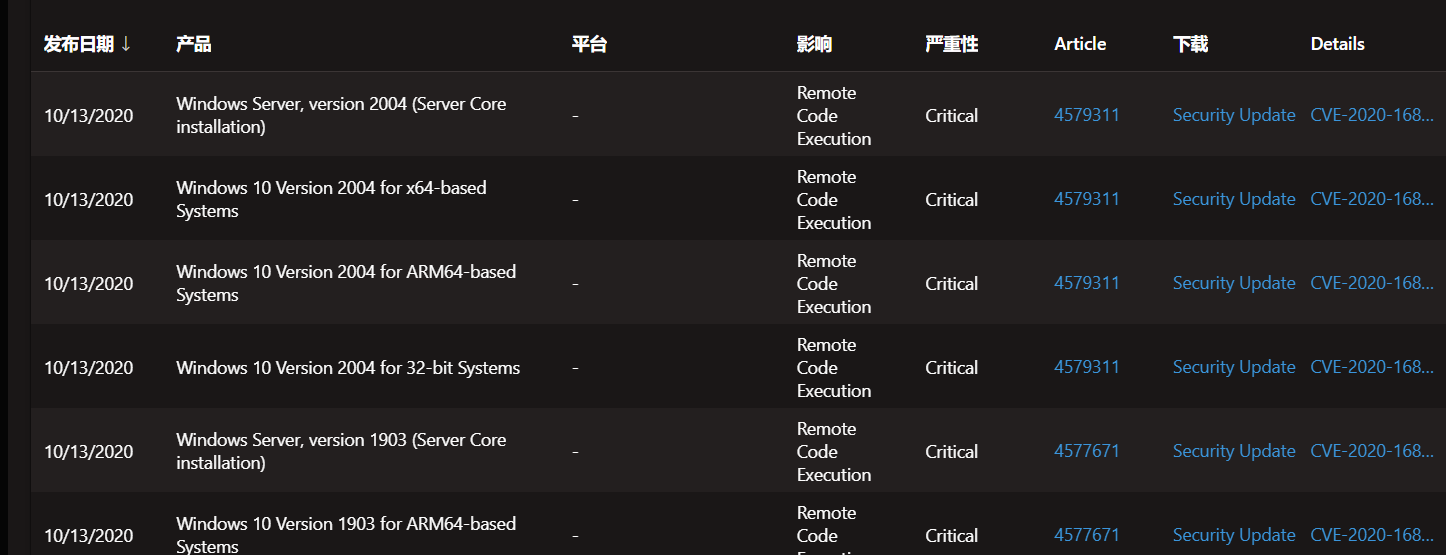 发布日期 ↓ 产品 平台 影响 严重性 Article 下载 Details
10/13/2020 Windows Server, version 2004 (Server Core installation) - Remote Code Execution Critical 4579311 Security Update CVE-2020-168...
10/13/2020 Windows 10 Version 2004 for x64-based Systems - Remote Code Execution Critical 4579311 Security Update CVE-2020-168...
10/13/2020 Windows 10 Version 2004 for ARM64-based Systems - Remote Code Execution Critical 4579311 Security Update CVE-2020-168...
10/13/2020 Windows 10 Version 2004 for 32-bit Systems - Remote Code Execution Critical 4579311 Security Update CVE-2020-168...
10/13/2020 Windows Server, version 1903 (Server Core installation) - Remote Code Execution Critical 4577671 Security Update CVE-2020-168...
10/13/2020 Windows 10 Version 1903 for ARM64-based Systems - Remote Code Critical 4577671 Security Update CVE-2020-168...